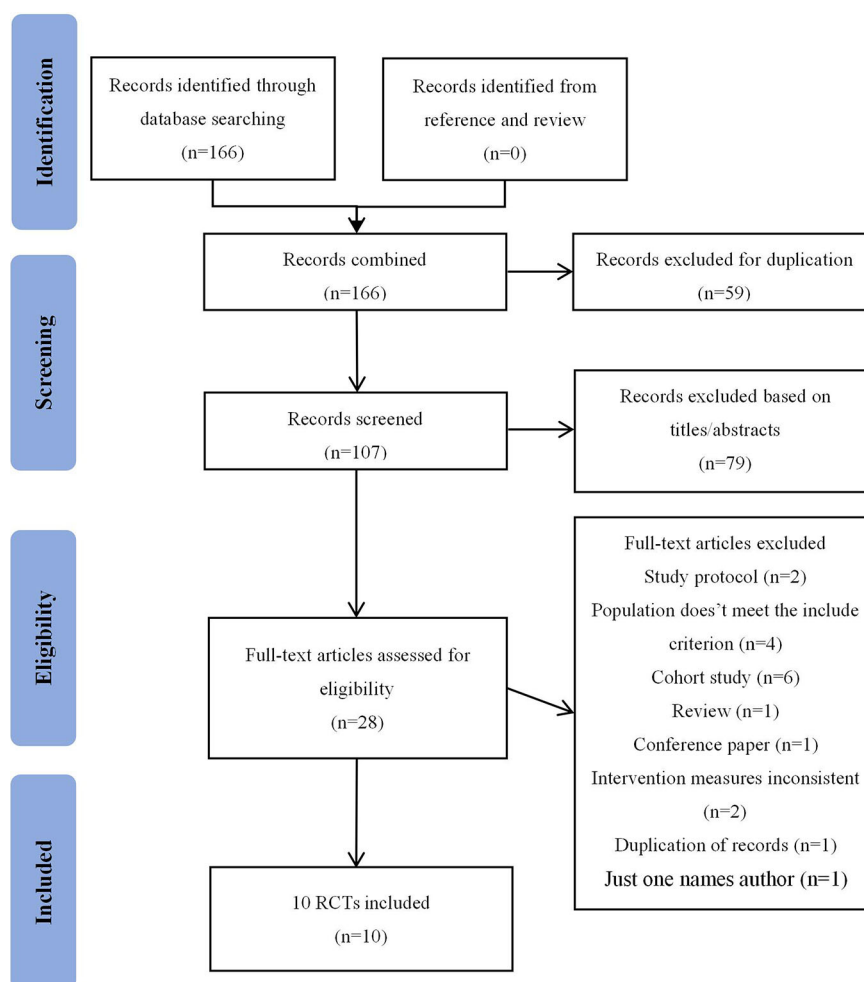 Identification
Records identified through
database searching
(n=166)
Records identified from
reference and review
(n=0)
Records combined
(n=166)
Records excluded for duplication
(n=59)
Screening
Records screened
(n=107)
Records excluded based on
titles/abstracts
(n=79)
Eligibility
Full-text articles assessed for
eligibility
(n=28)
Full-text articles excluded
Study protocol (n=2)
Population does’t meet the include
criterion (n=4)
Cohort study (n=6)
Review (n=1)
Conference paper (n=1)
Intervention measures inconsistent
(n=2)
Duplication of records (n=1)
Just one names author (n=1)
Included
10 RCTs included
(n=10)